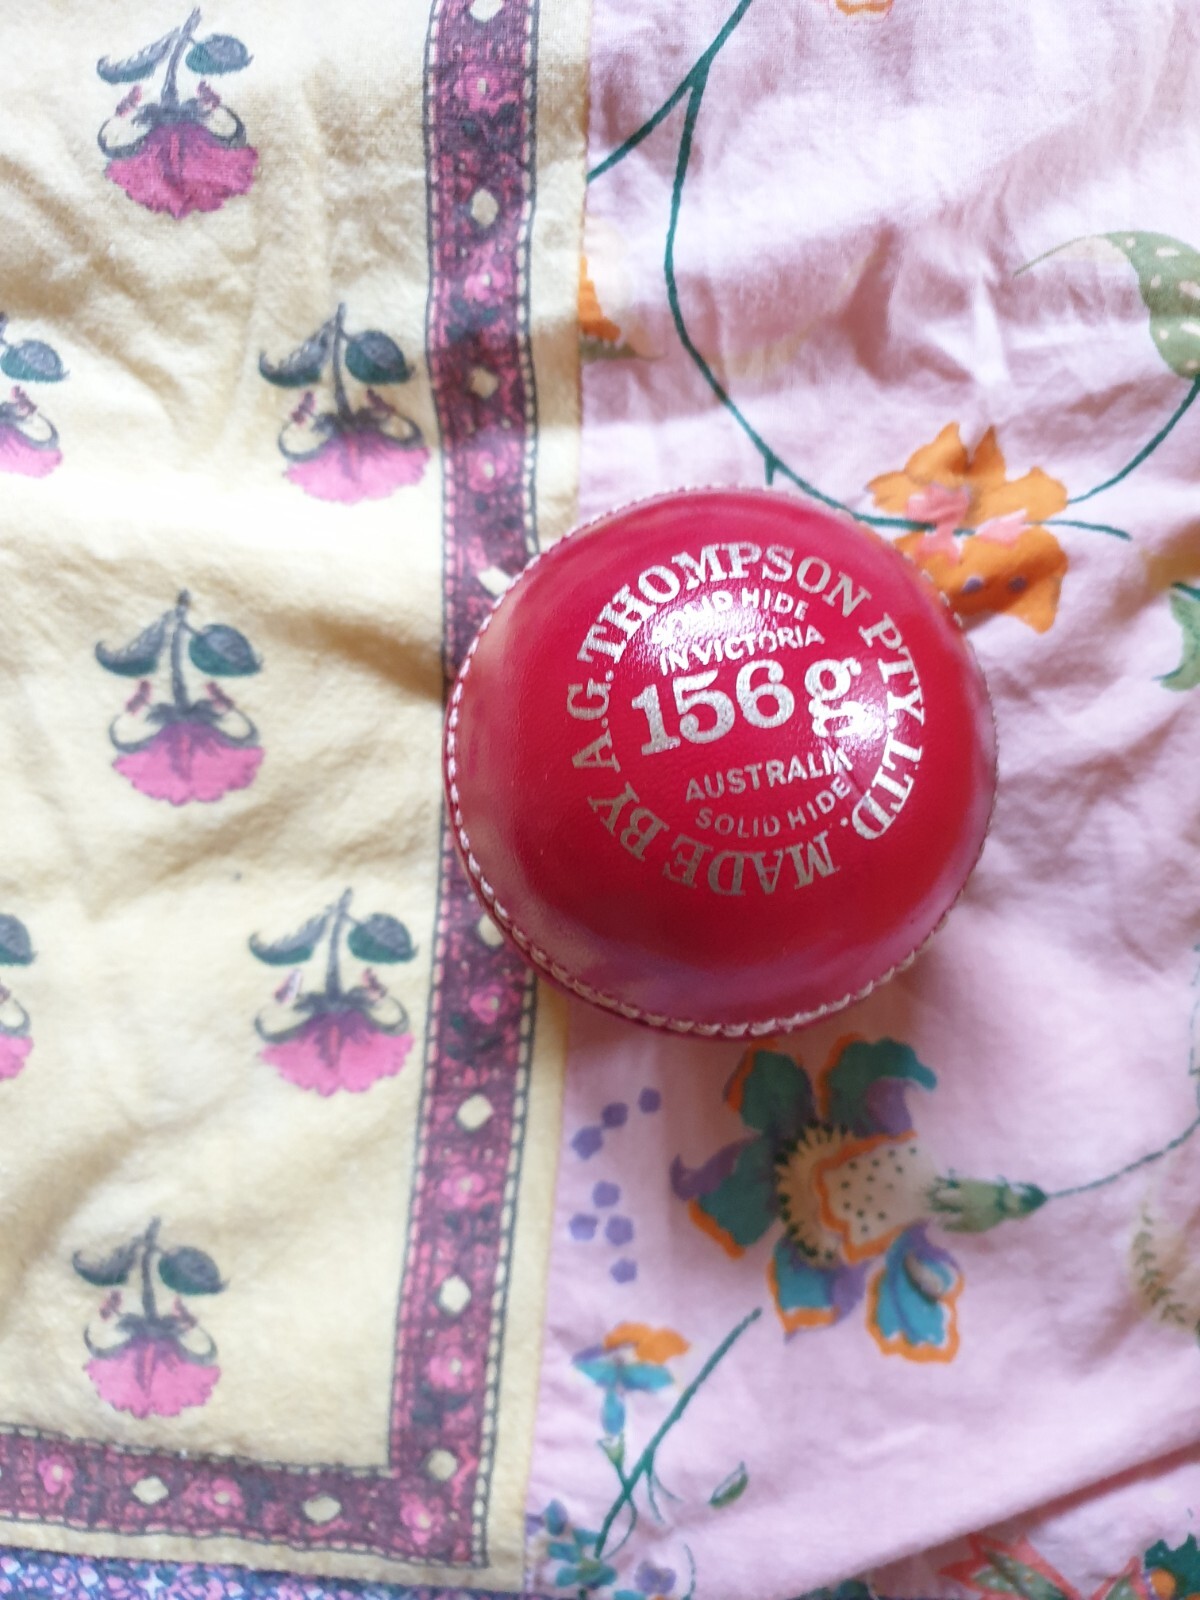 MADE BY A.G. THOMPSON PTY. LTD.
SOLID HIDE
IN VICTORIA
156g
AUSTRALIA
SOLID HIDE